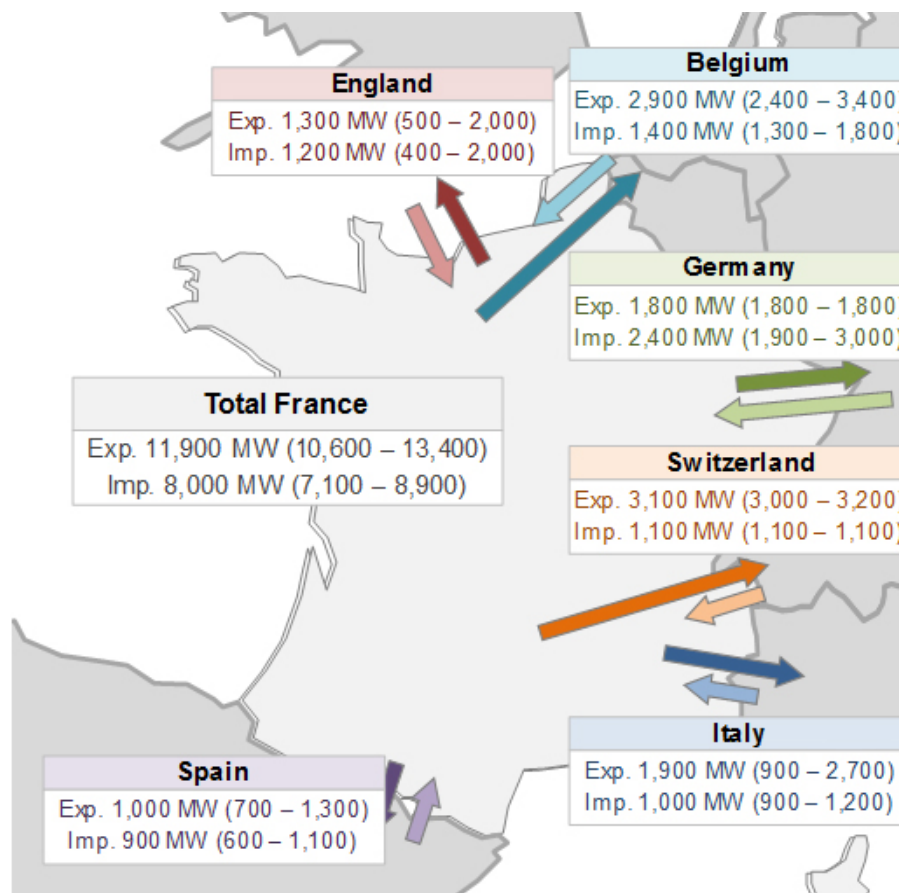 England
Exp. 1,300 MW (500 – 2,000)
Imp. 1,200 MW (400 – 2,000)
Belgium
Exp. 2,900 MW (2,400 – 3,400)
Imp. 1,400 MW (1,300 – 1,800)
Germany
Exp. 1,800 MW (1,800 – 1,800)
Imp. 2,400 MW (1,900 – 3,000)
Total France
Exp. 11,900 MW (10,600 – 13,400)
Imp. 8,000 MW (7,100 – 8,900)
Switzerland
Exp. 3,100 MW (3,000 – 3,200)
Imp. 1,100 MW (1,100 – 1,100)
Italy
Exp. 1,900 MW (900 – 2,700)
Imp. 1,000 MW (900 – 1,200)
Spain
Exp. 1,000 MW (700 – 1,300)
Imp. 900 MW (600 – 1,100)